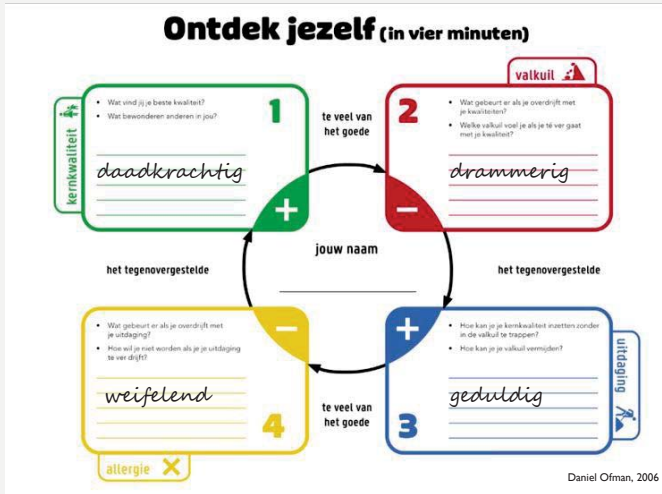 Ontdek jezelf (in vier minuten)
kernkwaliteit
• Wat vind jij je beste kwaliteit?
• Wat bewonderen anderen in jou?
1
daadkrachtig
+
te veel van
het goede
valkuil
2
• Wat gebeurt er als je overdrijft met
je kwaliteiten?
• Welke valkuil voel je als je té ver gaat
met je kwaliteit?
drammerig
−
jouw naam
het tegenovergestelde
het tegenovergestelde
• Wat gebeurt er als je overdrijft met
je uitdaging?
• Hoe wil je niet worden als je je uitdaging
te ver drijft?
weifelend
−
4
allergie
te veel van
het goede
+
• Hoe kan je je kernkwaliteit inzetten zonder
in de valkuil te trappen?
• Hoe kan je je valkuil vermijden?
geduldig
3
uitdaging
Daniel Ofman, 2006